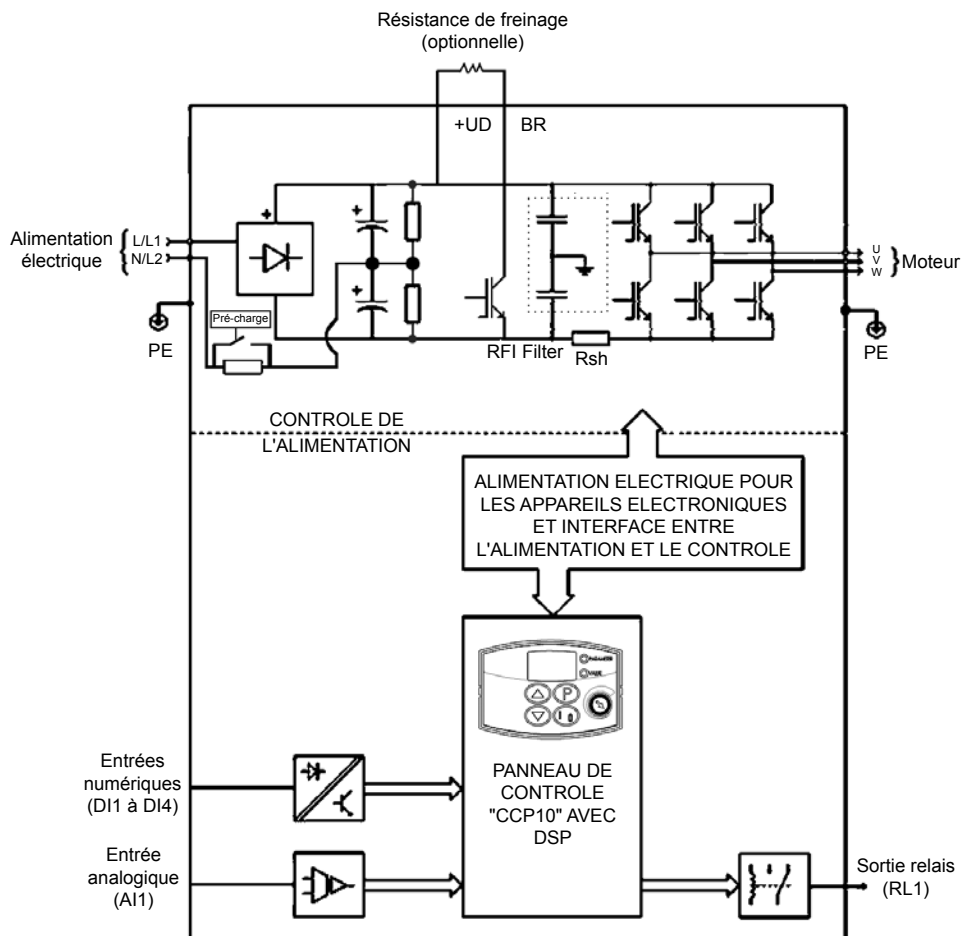 Résistance de freinage
(optionnelle)
+UD
BR
Alimentation
électrique
L/L1
N/L2
PE
Pré-charge
RFI Filter
Rsh
U
V
W
Moteur
PE
CONTROLE DE
L'ALIMENTATION
ALIMENTATION ELECTRIQUE POUR
LES APPAREILS ELECTRONIQUES
ET INTERFACE ENTRE
L'ALIMENTATION ET LE CONTROLE
P
PANNEAU DE
CONTROLE
"CCP10" AVEC
DSP
Entrées
numériques
(DI1 à DI4)
Entrée
analogique
(AI1)
Sortie relais
(RL1)